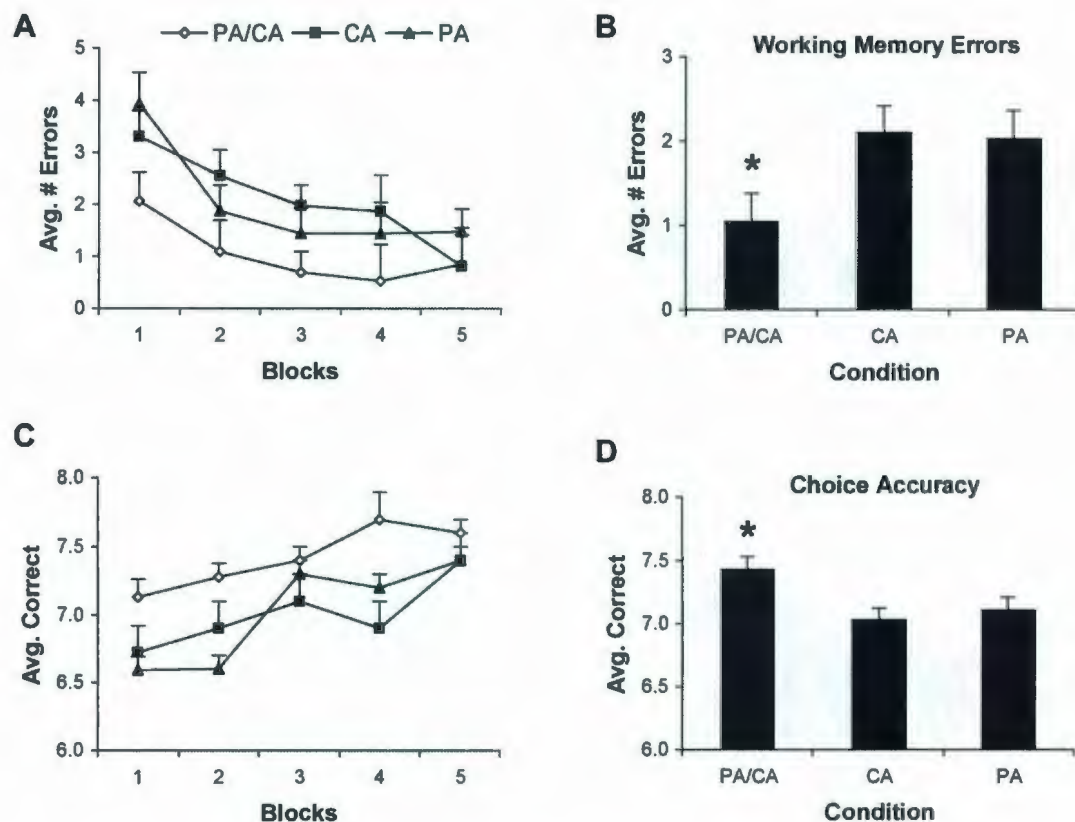 A
PA/CA CA PA
Avg. # Errors
5
4
3
2
1
0
1 2 3 4 5
Blocks
B
Working Memory Errors
Avg. # Errors
3
2
1
0
*
PA/CA CA PA
Condition
C
Avg. Correct
8.0
7.5
7.0
6.5
6.0
1 2 3 4 5
Blocks
D
Choice Accuracy
Avg. Correct
8.0
7.5
7.0
6.5
6.0
*
PA/CA CA PA
Condition